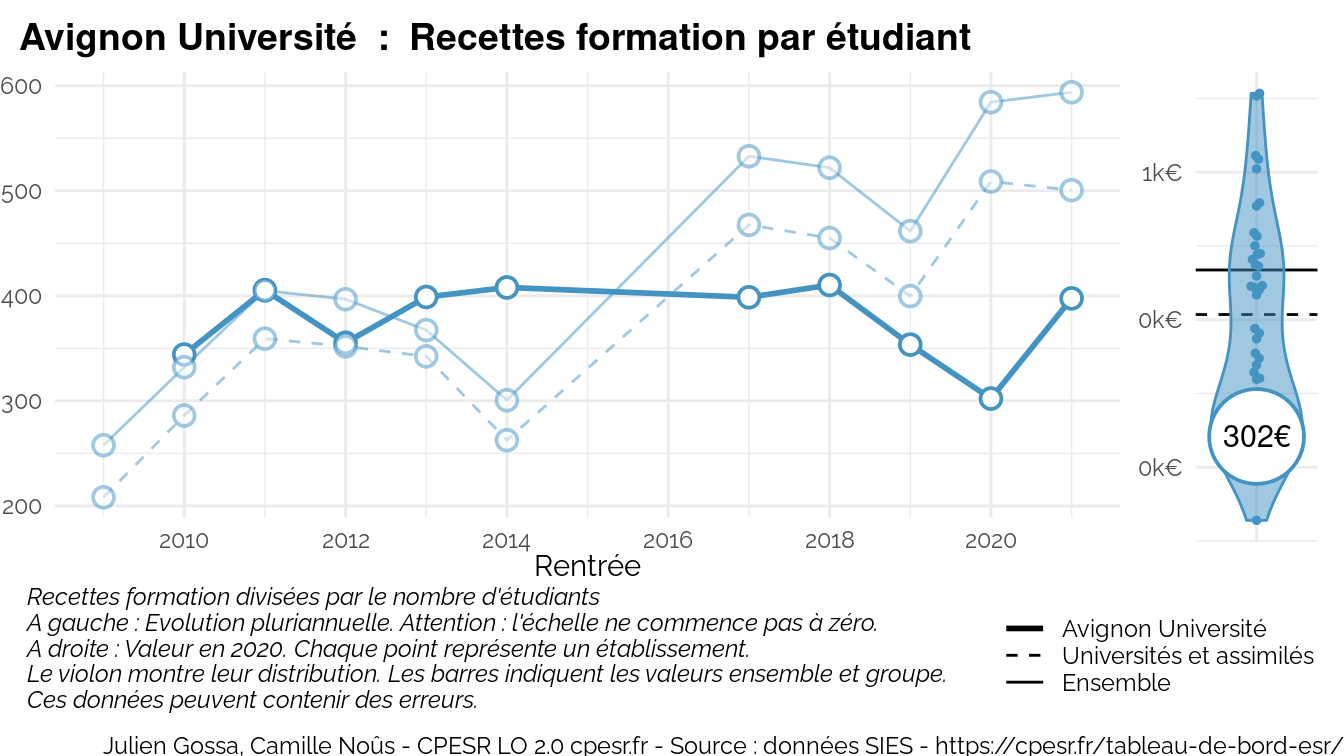 Avignon Université : Recettes formation par étudiant
600
500
400
300
200
1k€
0k€
0k€
302€
2010 2012 2014 2016 2018 2020
Rentrée
Recettes formation divisées par le nombre d'étudiants
A gauche : Evolution pluriannuelle. Attention : l'échelle ne commence pas à zéro.
A droite : Valeur en 2020. Chaque point représente un établissement.
Le violon montre leur distribution. Les barres indiquent les valeurs ensemble et groupe.
Ces données peuvent contenir des erreurs.
Avignon Université
Universités et assimilés
Ensemble
Julien Gossa, Camille Noûs - CPESR LO 2.0 cpesr.fr - Source : données SIES - https://cpesr.fr/tableau-de-bord-esr/